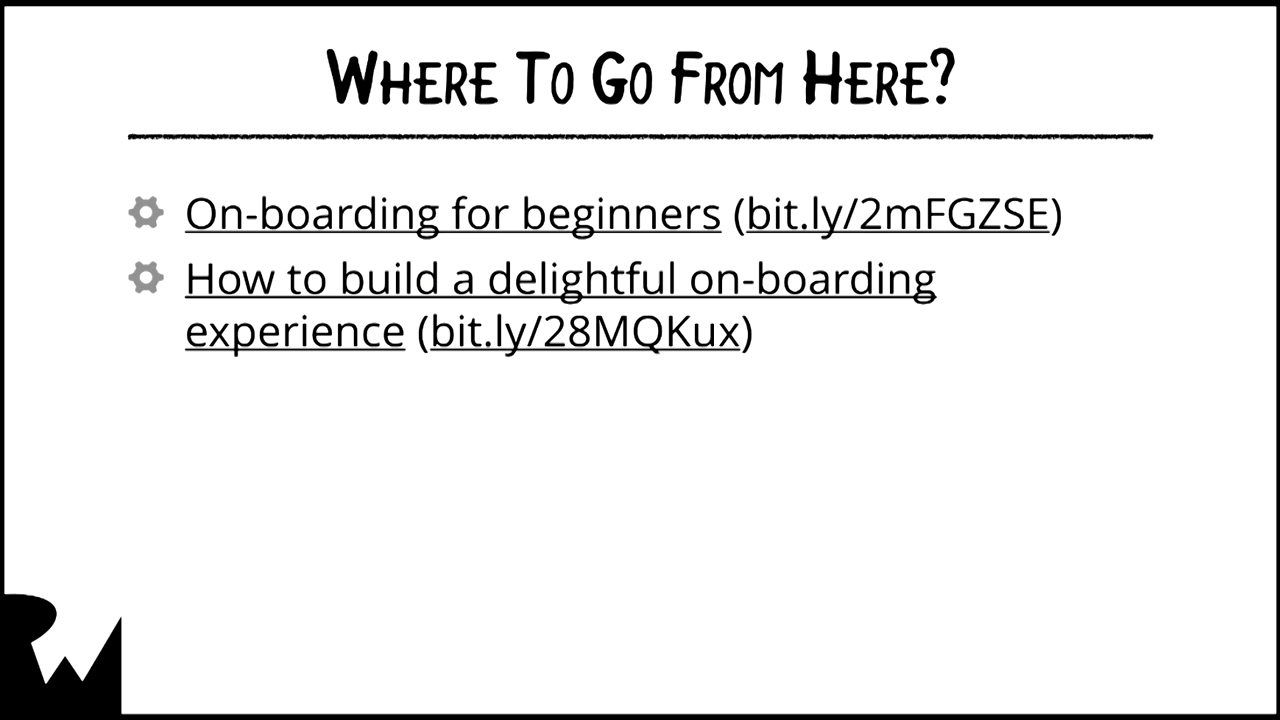 Where To Go From Here?
On-boarding for beginners (bit.ly/2mFGZSE)
How to build a delightful on-boarding
experience (bit.ly/28MQKux)
RW